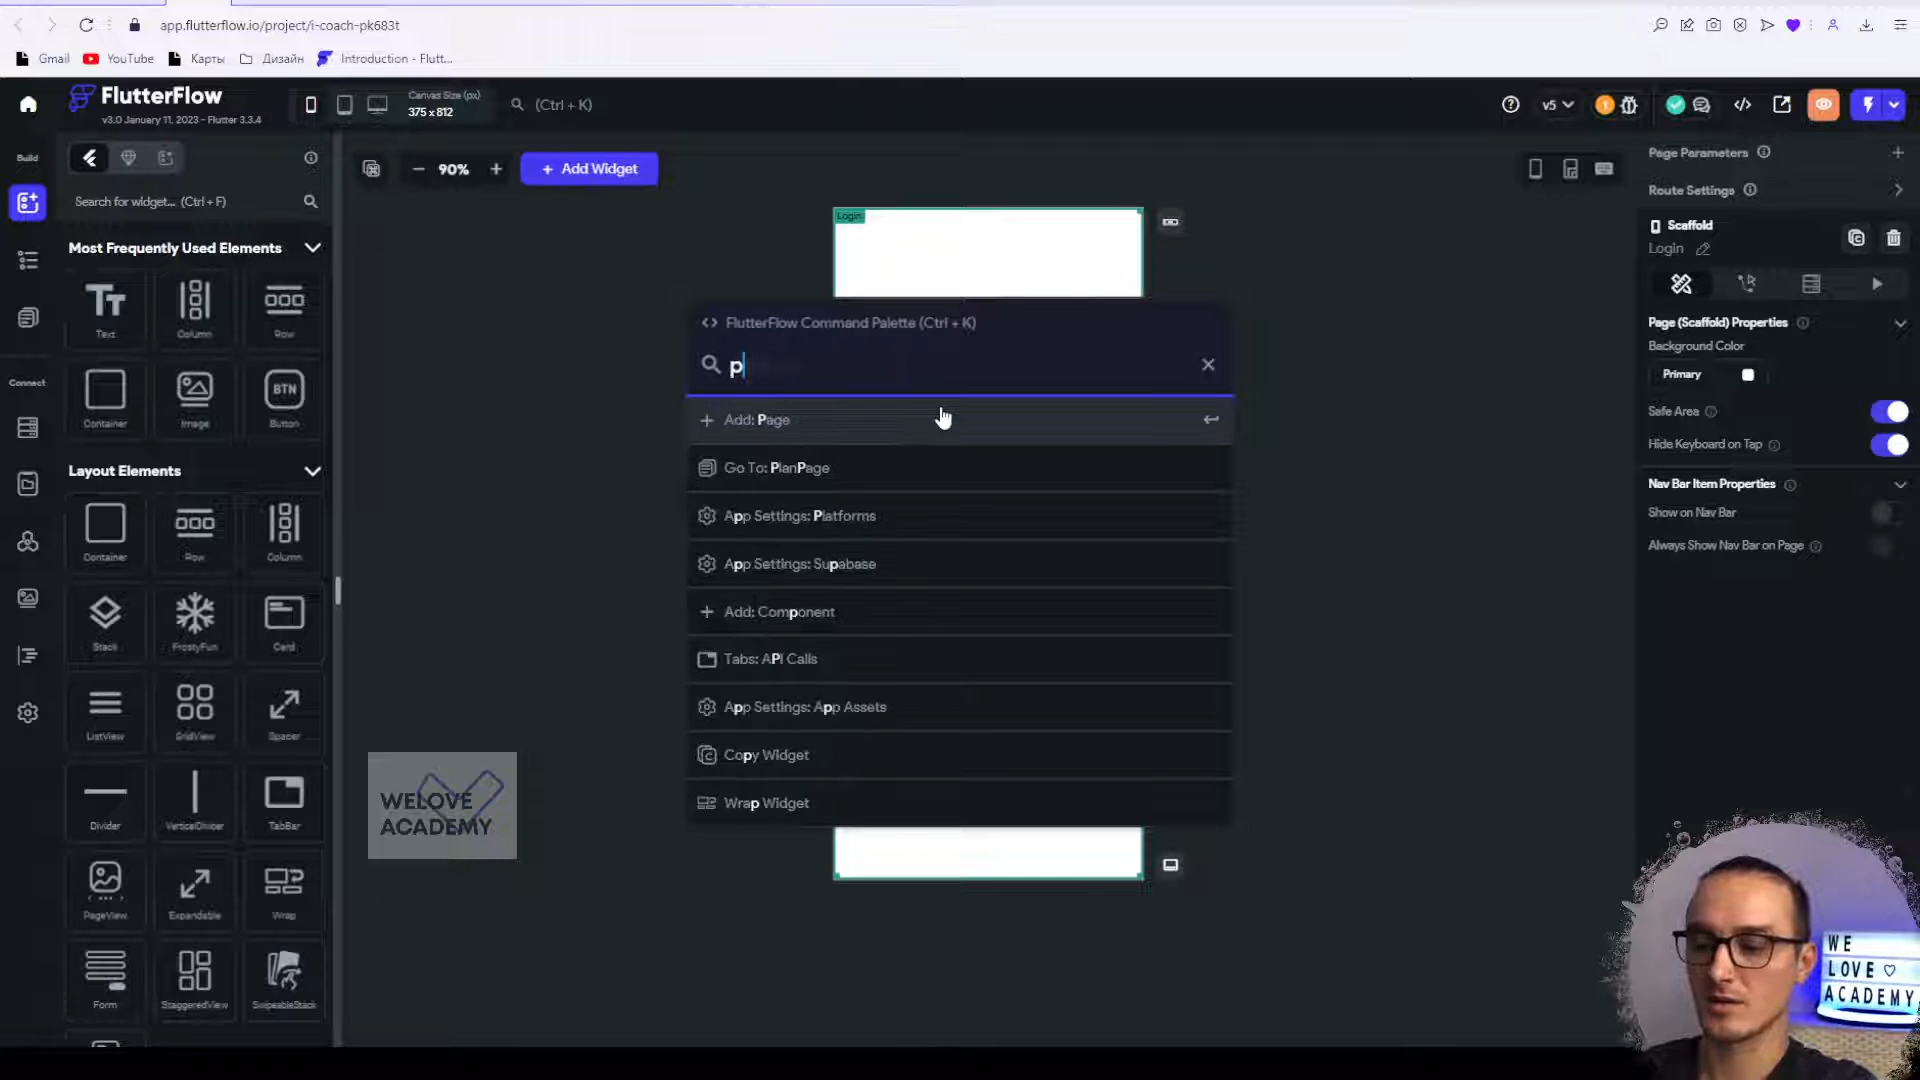 app.flutterflow.io/project/i-coach-pk683t
Gmail
YouTube
Карты
Дизайн
Introduction - Flutt...
FlutterFlow
v3.0 January 11, 2023 - Flutter 3.3.4
Canvas Size (px)
375 x 812
(Ctrl + K)
v5
1
Build
Search for widget... (Ctrl + F)
90%
+ Add Widget
Page Parameters
Route Settings
Scaffold
Login
Most Frequently Used Elements
Text
Column
Row
Container
Image
BTN
Button
Connect
Layout Elements
Container
Row
Column
Stack
FrostyFun
Card
ListView
GridView
Spacer
Divider
VerticalDivider
TabBar
PageView
Expandable
Wrap
Form
StaggeredView
SwipeableStack
Login
FlutterFlow Command Palette (Ctrl + K)
p
Add: Page
Go To: PlanPage
App Settings: Platforms
App Settings: Supabase
Add: Component
Tabs: API Calls
App Settings: App Assets
Copy Widget
Wrap Widget
Page (Scaffold) Properties
Background Color
Primary
Safe Area
Hide Keyboard on Tap
Nav Bar Item Properties
Show on Nav Bar
Always Show Nav Bar on Page
WELOVE
ACADEMY
WE
LOVE ♡
ACADEMY